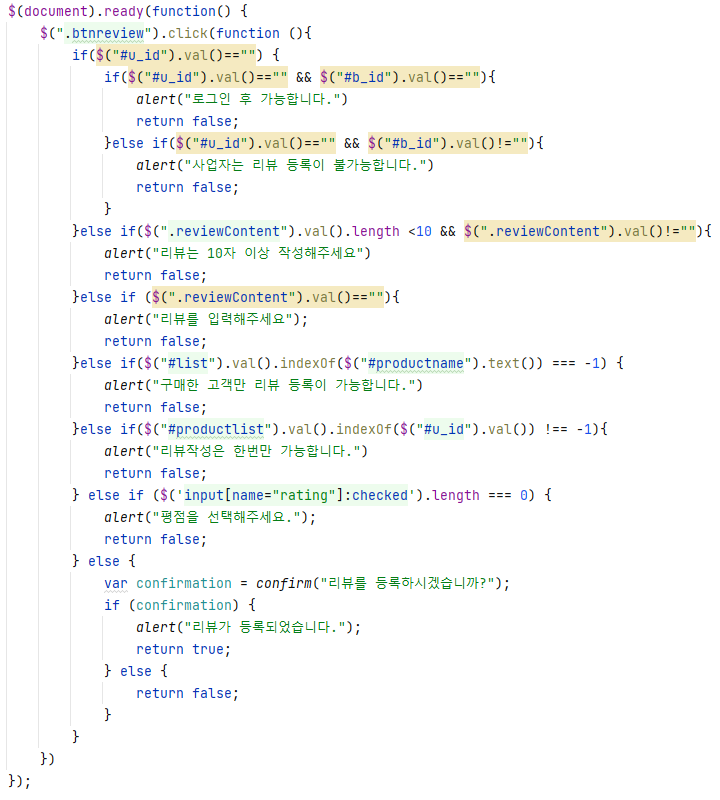 $(document).ready(function() {
    $(".btnreview").click(function (){
        if($("#u_id").val()=="") {
            if($("#u_id").val()=="" && $("#b_id").val()==""){
                alert("로그인 후 가능합니다.")
                return false;
            }else if($("#u_id").val()=="" && $("#b_id").val()!=""){
                alert("사업자는 리뷰 등록이 불가능합니다.")
                return false;
            }
        }else if($(".reviewContent").val().length <10 && $(".reviewContent").val()!=""){
            alert("리뷰는 10자 이상 작성해주세요")
            return false;
        }else if ($(".reviewContent").val()==""){
            alert("리뷰를 입력해주세요");
            return false;
        }else if($("#list").val().indexOf($("#productname").text()) === -1) {
            alert("구매한 고객만 리뷰 등록이 가능합니다.")
            return false;
        }else if($("#productlist").val().indexOf($("#u_id").val()) !== -1){
            alert("리뷰작성은 한번만 가능합니다.")
            return false;
        } else if ($('input[name="rating"]:checked').length === 0) {
            alert("평점을 선택해주세요.");
            return false;
        } else {
            var confirmation = confirm("리뷰를 등록하시겠습니까?");
            if (confirmation) {
                alert("리뷰가 등록되었습니다.");
                return true;
            } else {
                return false;
            }
        }
    })
});